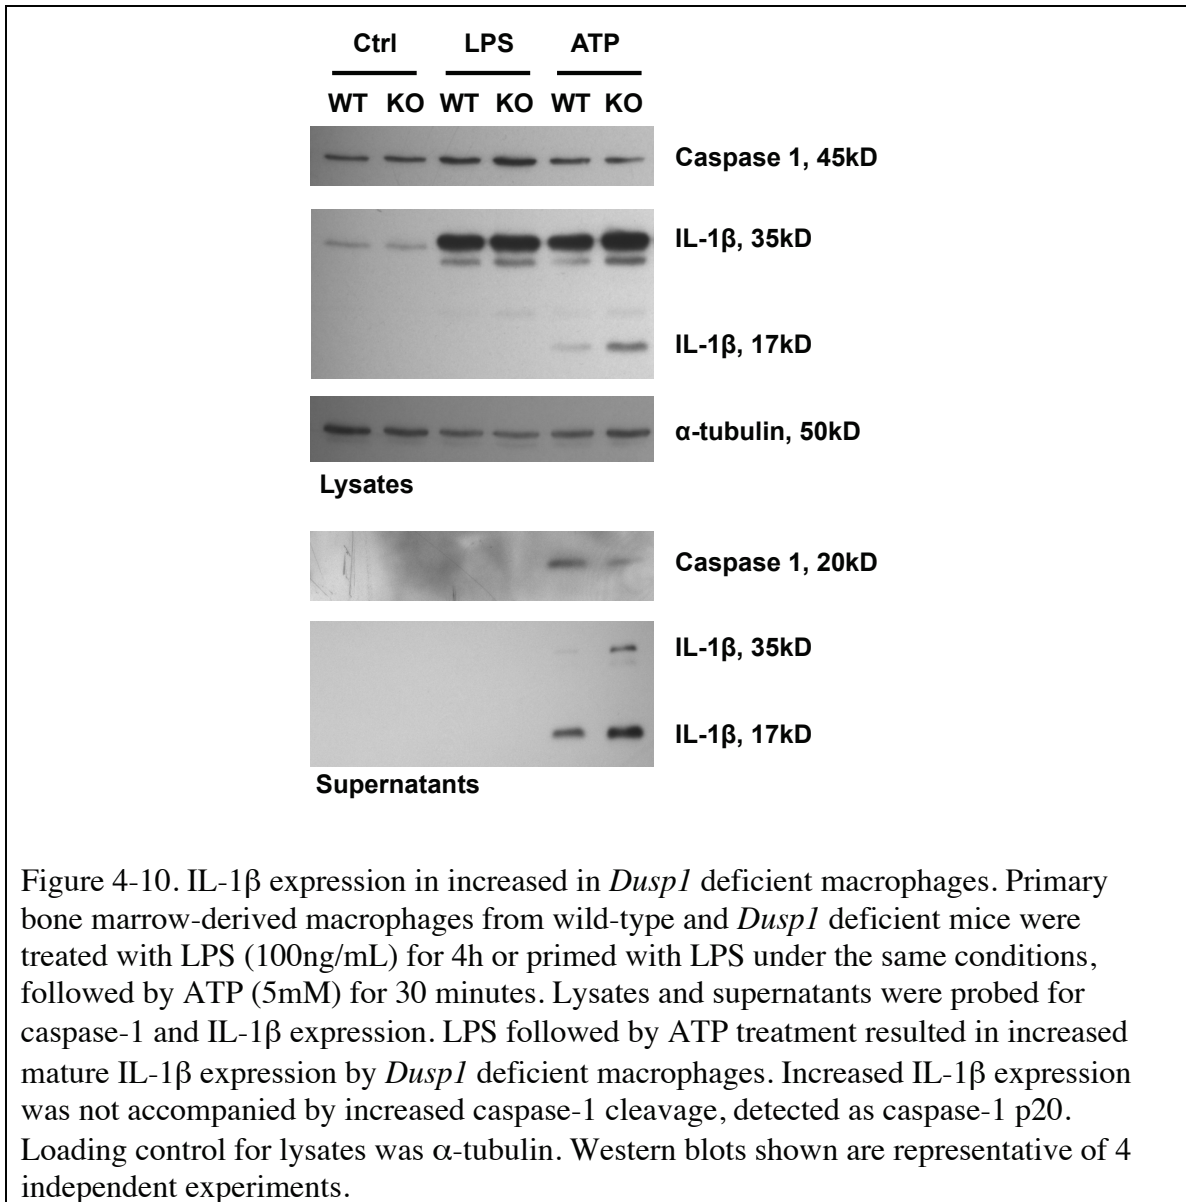 Ctrl LPS ATP
WT KO WT KO WT KO
Caspase 1, 45kD
IL-1β, 35kD
IL-1β, 17kD
α-tubulin, 50kD
Lysates
Caspase 1, 20kD
IL-1β, 35kD
IL-1β, 17kD
Supernatants
Figure 4-10. IL-1β expression in increased in Dusp1 deficient macrophages. Primary
bone marrow-derived macrophages from wild-type and Dusp1 deficient mice were
treated with LPS (100ng/mL) for 4h or primed with LPS under the same conditions,
followed by ATP (5mM) for 30 minutes. Lysates and supernatants were probed for
caspase-1 and IL-1β expression. LPS followed by ATP treatment resulted in increased
mature IL-1β expression by Dusp1 deficient macrophages. Increased IL-1β expression
was not accompanied by increased caspase-1 cleavage, detected as caspase-1 p20.
Loading control for lysates was α-tubulin. Western blots shown are representative of 4
independent experiments.